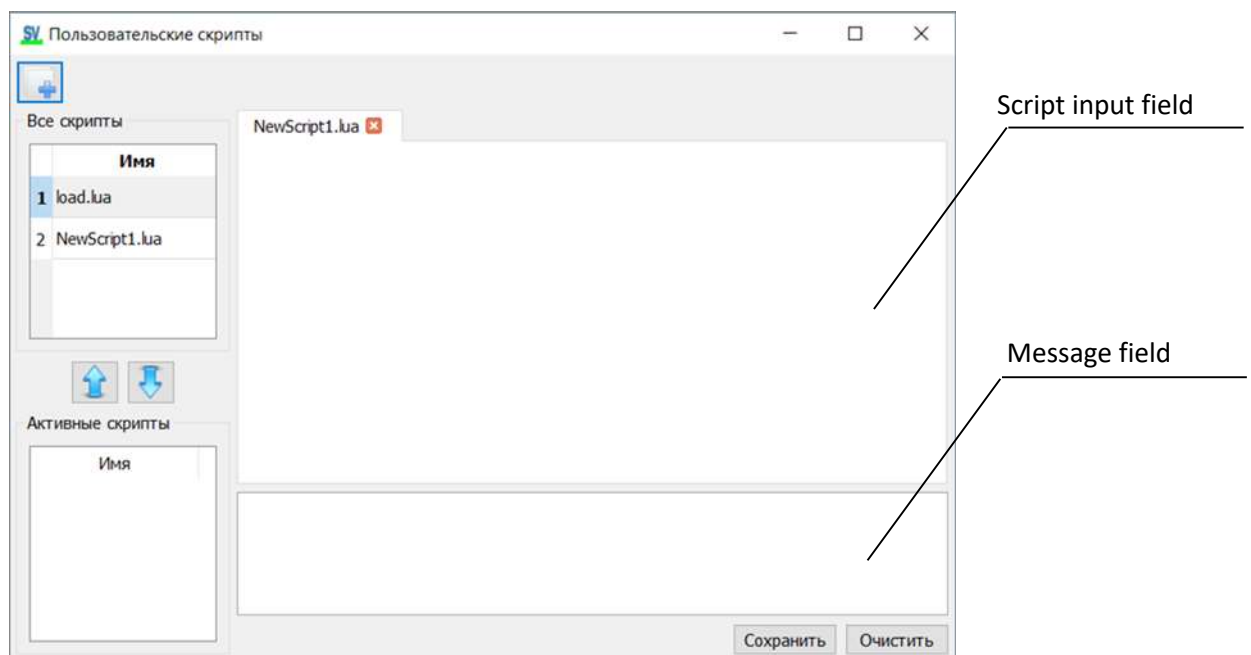 SV Пользовательские скрипты
Все скрипты
Имя
1 load.lua
2 NewScript1.lua
Активные скрипты
Имя
NewScript1.lua
Сохранить Очистить
Script input field
Message field